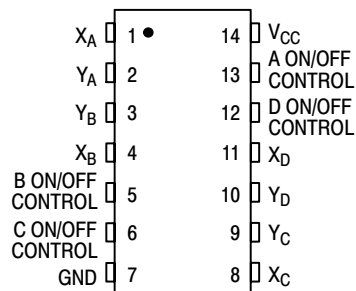 XA 1 14 VCC
YA 2 13 A ON/OFF CONTROL
YB 3 12 D ON/OFF CONTROL
XB 4 11 XD
B ON/OFF CONTROL 5 10 YD
C ON/OFF CONTROL 6 9 YC
GND 7 8 XC